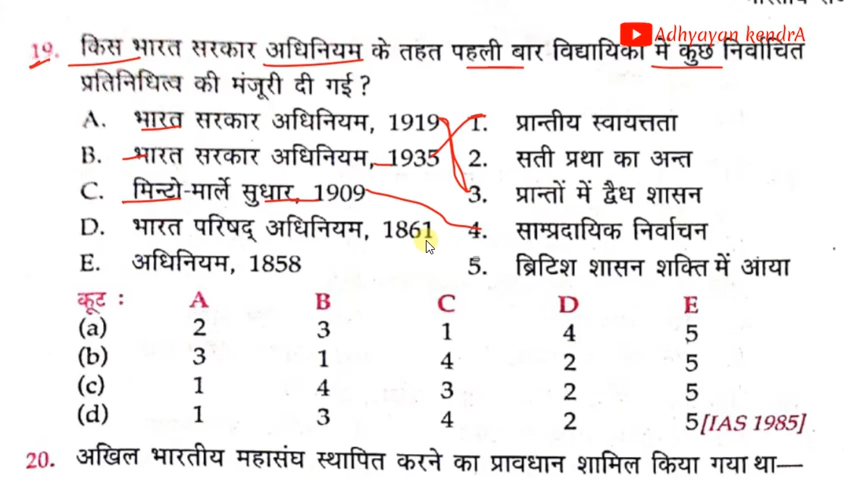 भारतीय
Adhyayan kendrA
19. किस भारत सरकार अधिनियम के तहत पहली बार विद्यायिका में कुछ निर्वाचित
प्रतिनिधित्व की मंजूरी दी गई ?
A. भारत सरकार अधिनियम, 1919 1. प्रान्तीय स्वायत्तता
B. भारत सरकार अधिनियम, 1935 2. सती प्रथा का अन्त
C. मिन्टो-मार्ले सुधार, 1909 3. प्रान्तों में द्वैध शासन
D. भारत परिषद् अधिनियम, 1861 4. साम्प्रदायिक निर्वाचन
E. अधिनियम, 1858 5. ब्रिटिश शासन शक्ति में आया
कूट : A B C D E
(a) 2 3 1 4 5
(b) 3 1 4 2 5
(c) 1 4 3 2 5
(d) 1 3 4 2 5 [IAS 1985]
20. अखिल भारतीय महासंघ स्थापित करने का प्रावधान शामिल किया गया था—